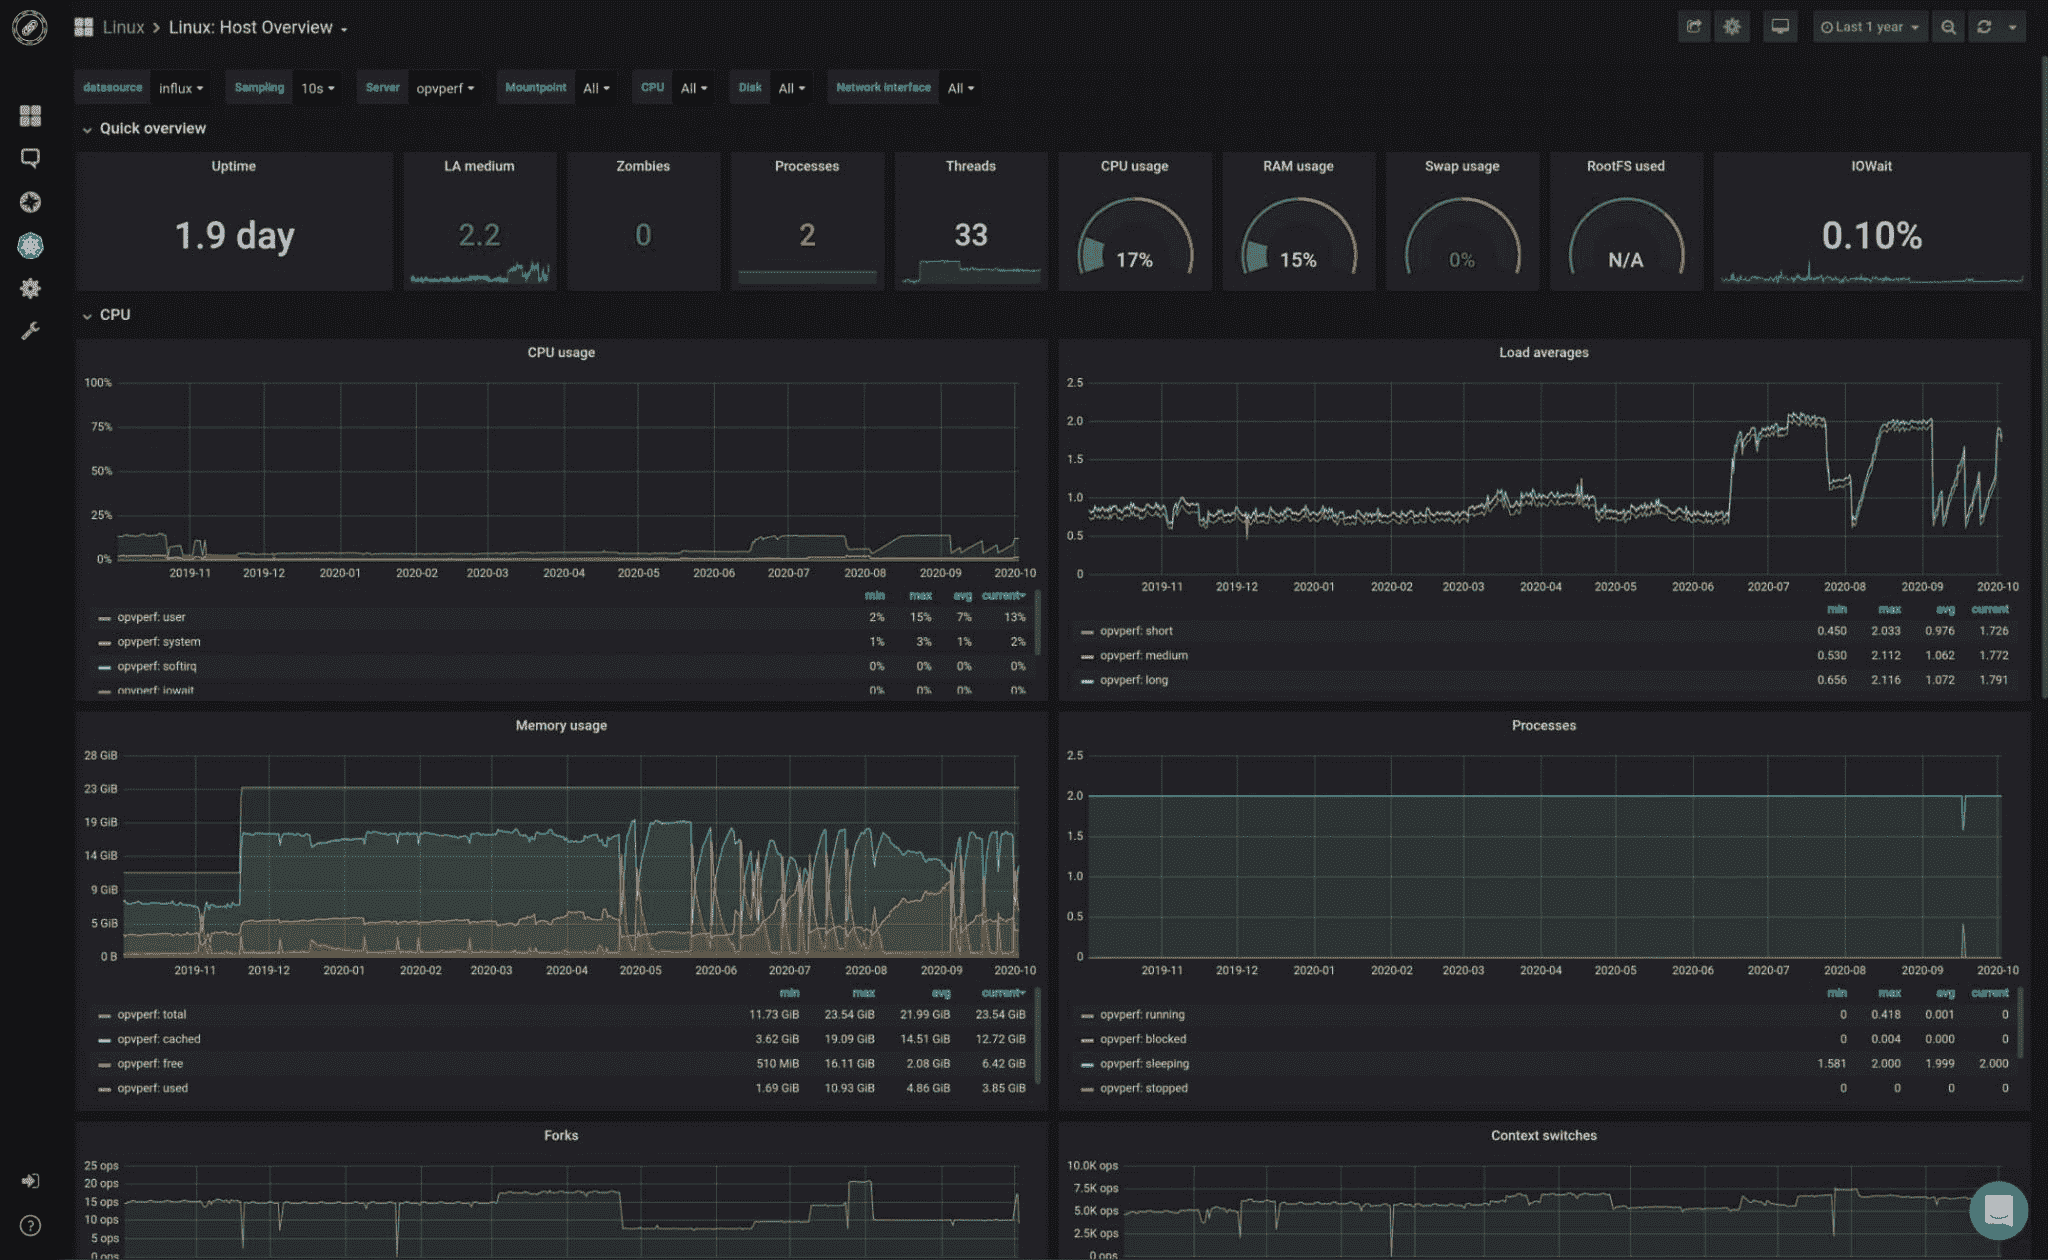 Linux > Linux: Host Overview
Last 1 year
datasource influx Sampling 10s Server opvperf Mountpoint All CPU All Disk All Network interface All
Quick overview
Uptime LA medium Zombies Processes Threads CPU usage RAM usage Swap usage RootFS used IOWait
1.9 day 2.2 0 2 33 17% 15% 0% N/A 0.10%
CPU
CPU usage
100%
75%
50%
25%
0%
2019-11 2019-12 2020-01 2020-02 2020-03 2020-04 2020-05 2020-06 2020-07 2020-08 2020-09 2020-10
min max avg current
opvperf: user 2% 15% 7% 13%
opvperf: system 1% 3% 1% 2%
opvperf: softirq 0% 0% 0% 0%
opvperf: iowait 0% 0% 0% 0%
Load averages
2.5
2.0
1.5
1.0
0.5
0
2019-11 2019-12 2020-01 2020-02 2020-03 2020-04 2020-05 2020-06 2020-07 2020-08 2020-09 2020-10
min max avg current
opvperf: short 0.450 2.033 0.976 1.726
opvperf: medium 0.530 2.112 1.062 1.772
opvperf: long 0.656 2.116 1.072 1.791
Memory usage
28 GiB
23 GiB
19 GiB
14 GiB
9 GiB
5 GiB
0 B
2019-11 2019-12 2020-01 2020-02 2020-03 2020-04 2020-05 2020-06 2020-07 2020-08 2020-09 2020-10
min max avg current
opvperf: total 11.73 GiB 23.54 GiB 21.99 GiB 23.54 GiB
opvperf: cached 3.62 GiB 19.09 GiB 14.51 GiB 12.72 GiB
opvperf: free 510 MiB 16.11 GiB 2.08 GiB 6.42 GiB
opvperf: used 1.69 GiB 10.93 GiB 4.86 GiB 3.85 GiB
Processes
2.5
2.0
1.5
1.0
0.5
0
2019-11 2019-12 2020-01 2020-02 2020-03 2020-04 2020-05 2020-06 2020-07 2020-08 2020-09 2020-10
min max avg current
opvperf: running 0 0.418 0.001 0
opvperf: blocked 0 0.004 0.000 0
opvperf: sleeping 1.581 2.000 1.999 2.000
opvperf: stopped 0 0 0 0
Forks
25 ops
20 ops
15 ops
10 ops
5 ops
0 ops
Context switches
10.0K ops
7.5K ops
5.0K ops
2.5K ops
0 ops